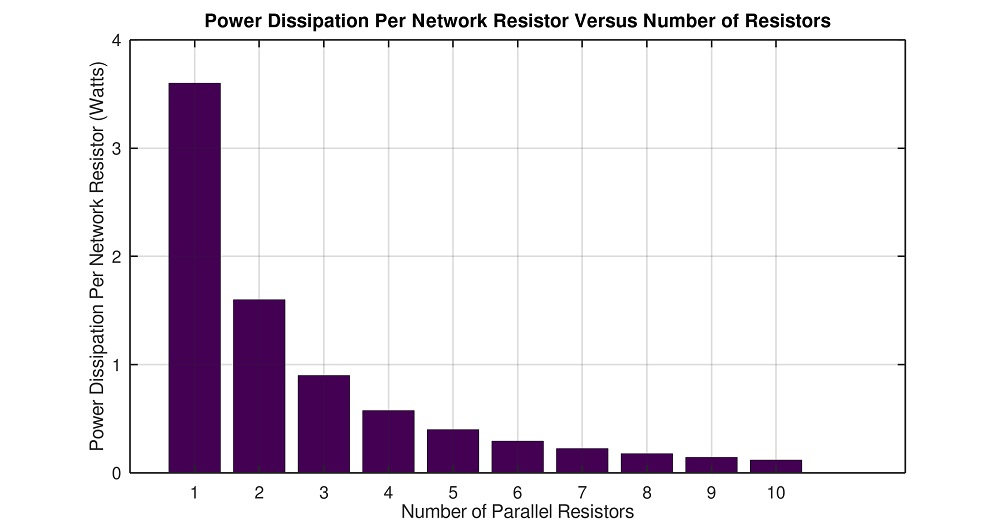 Power Dissipation Per Network Resistor Versus Number of Resistors
Power Dissipation Per Network Resistor (Watts)
4
3
2
1
0
1 2 3 4 5 6 7 8 9 10
Number of Parallel Resistors